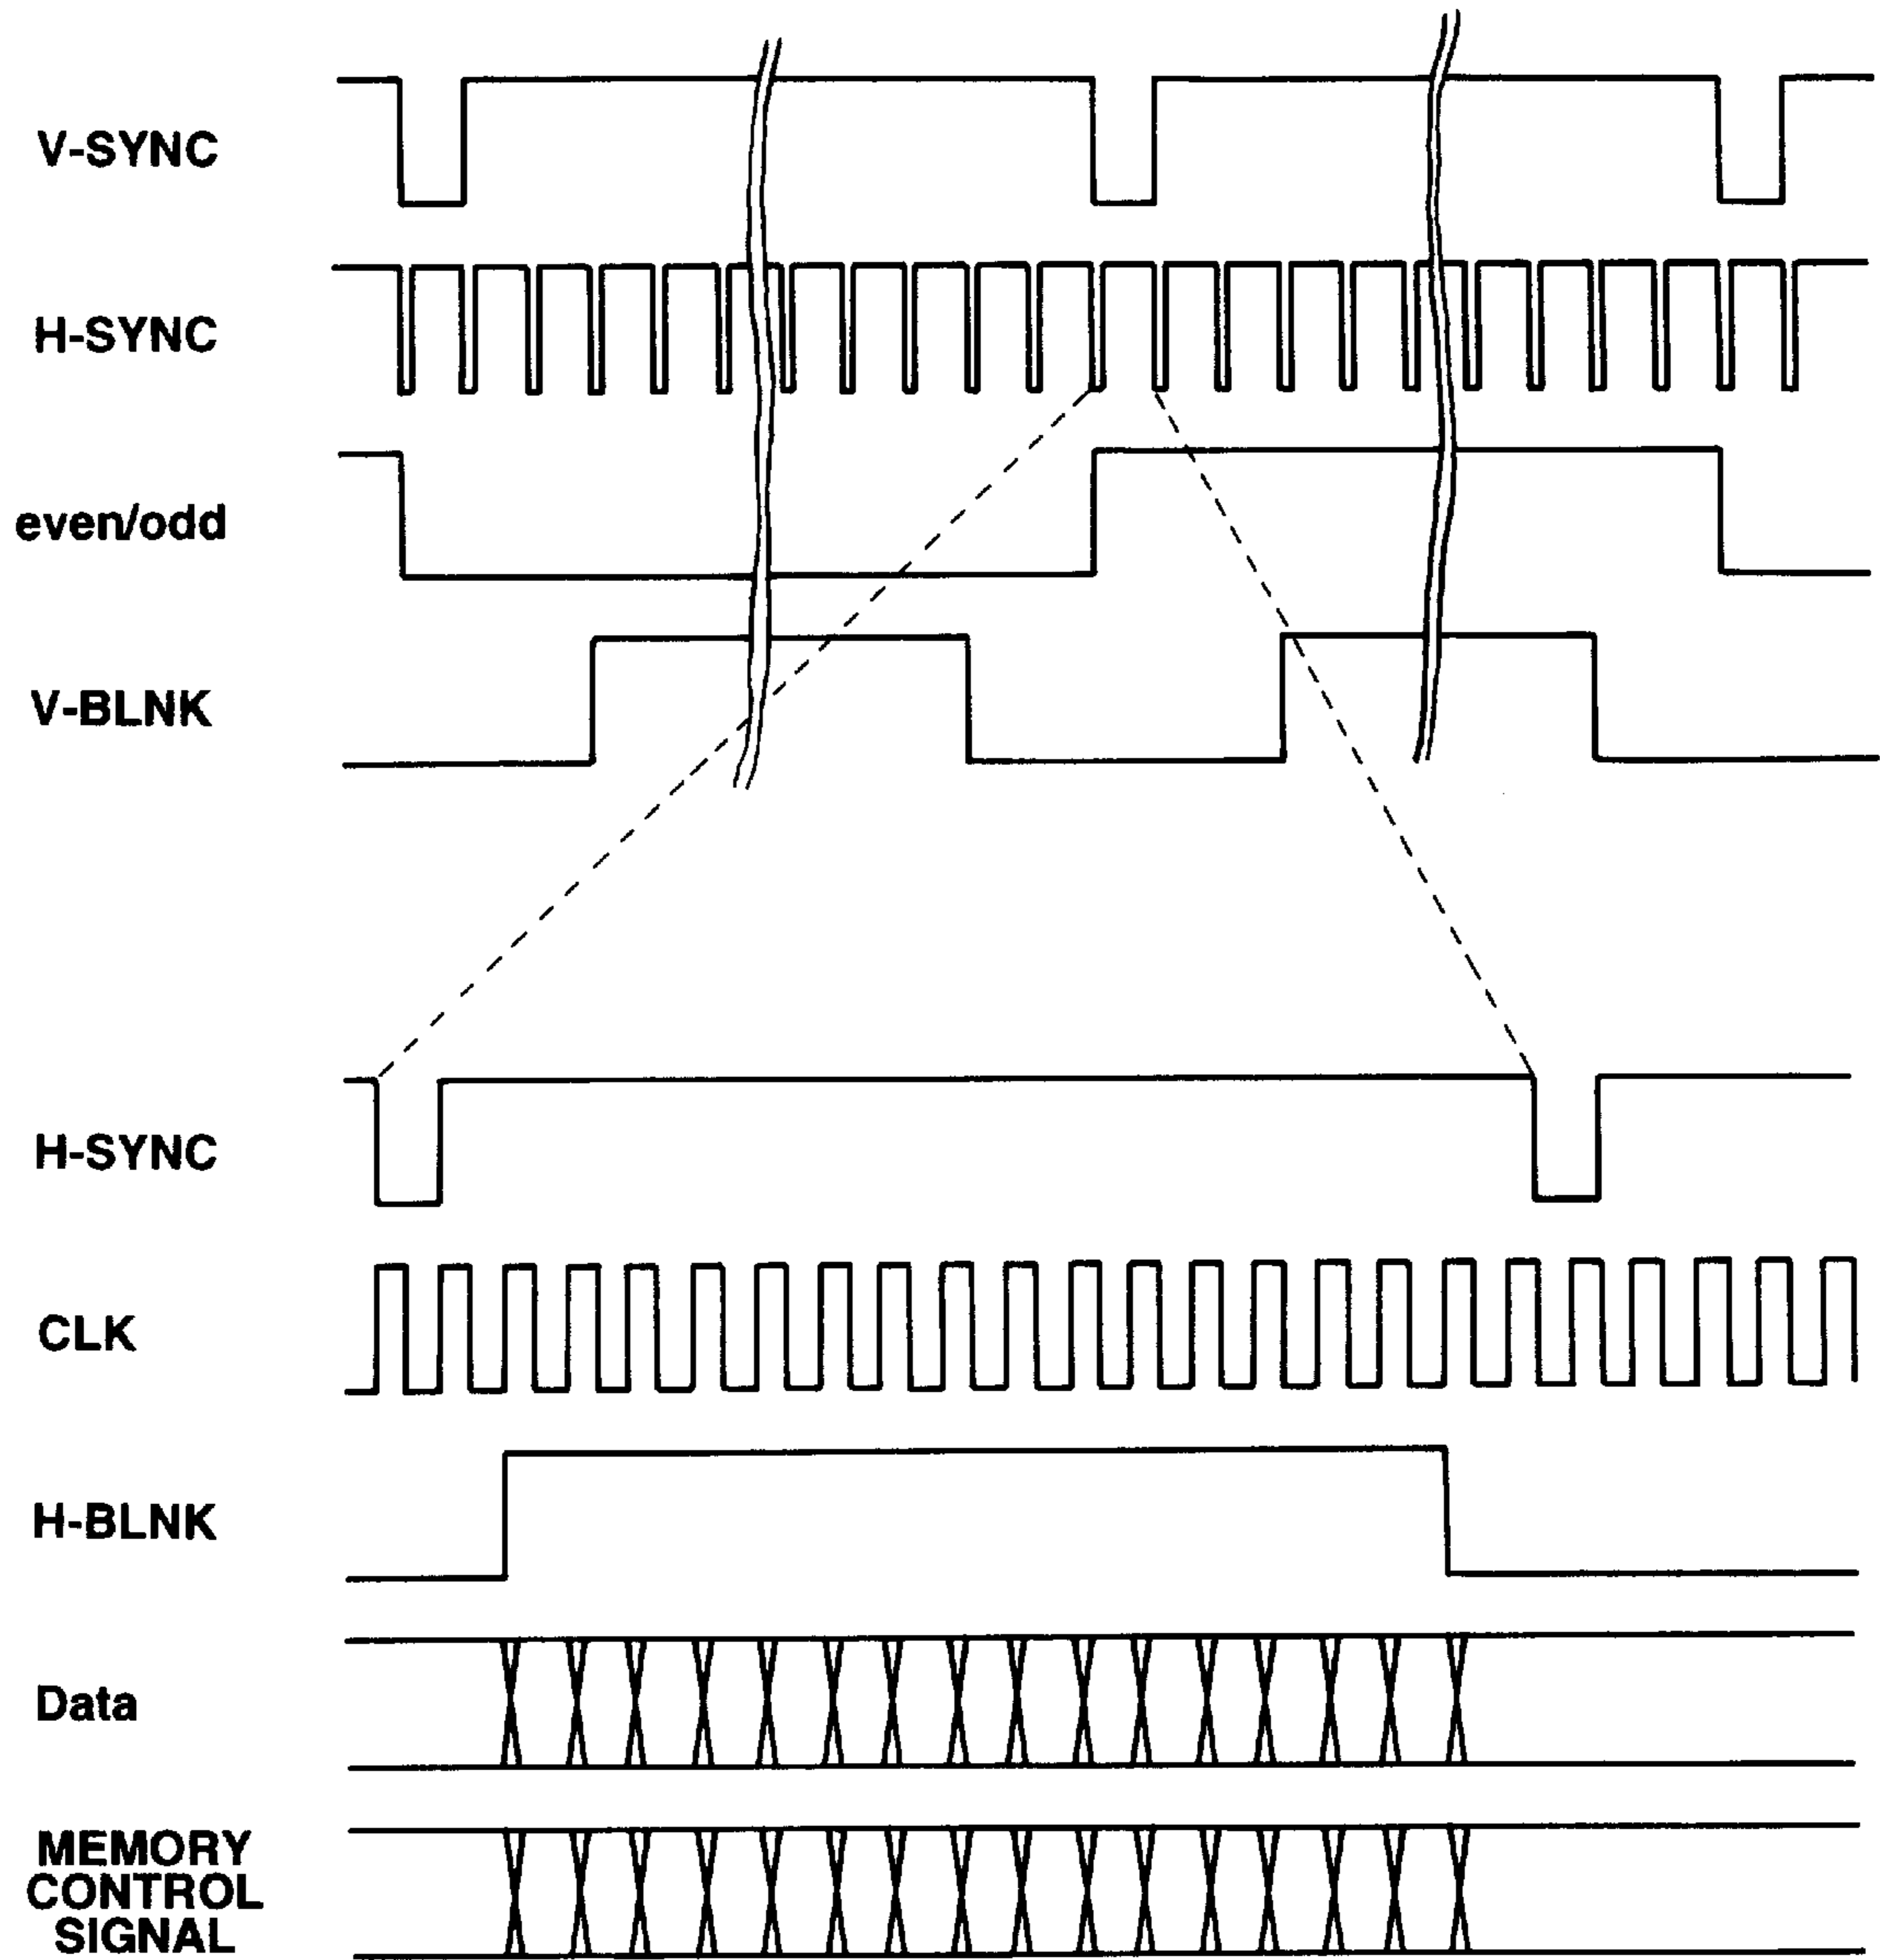 V-SYNC
H-SYNC
even/odd
V-BLNK
H-SYNC
CLK
H-BLNK
Data
MEMORY
CONTROL
SIGNAL